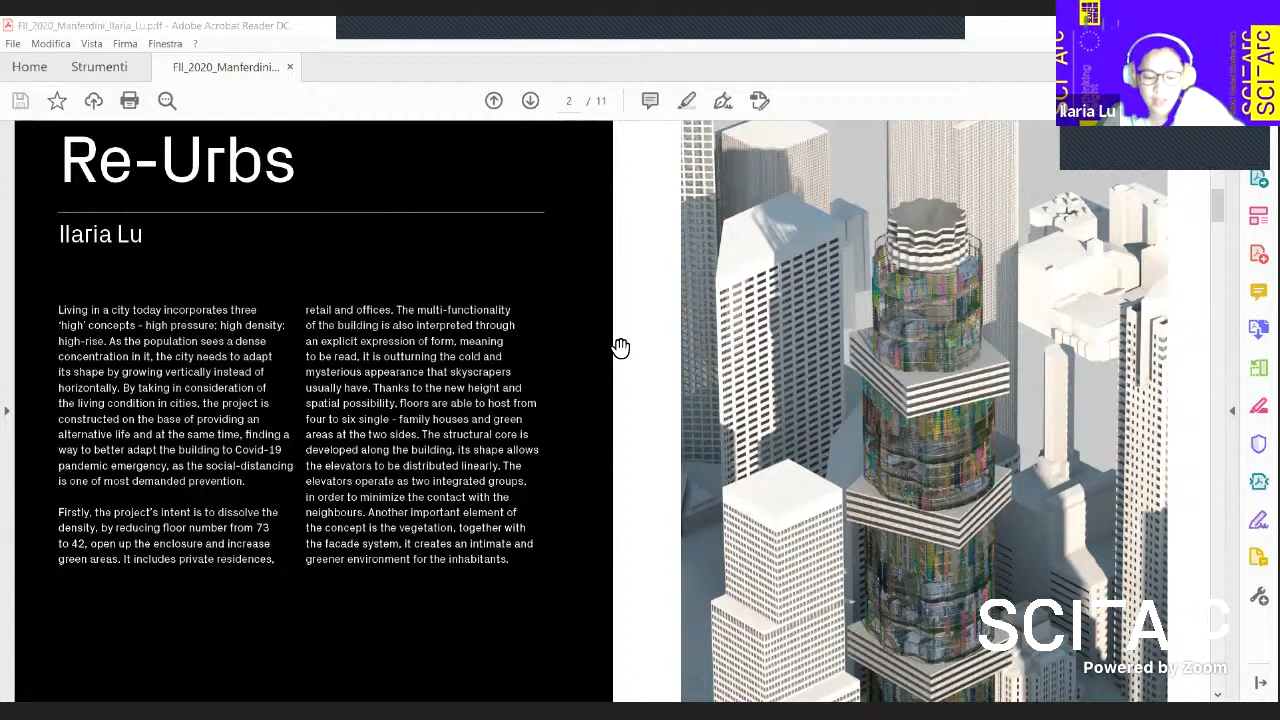 FII_2020_Manferdini_Ilaria_Lu.pdf - Adobe Acrobat Reader DC
File Modifica Vista Firma Finestra ?
Home Strumenti FII_2020_Manferdini... ×
2 / 11
Ilaria Lu
SCI-Arc
SCI-Arc
Re-Urbs
Ilaria Lu
Living in a city today incorporates three
'high' concepts - high pressure; high density;
high-rise. As the population sees a dense
concentration in it, the city needs to adapt
its shape by growing vertically instead of
horizontally. By taking in consideration of
the living condition in cities, the project is
constructed on the base of providing an
alternative life and at the same time, finding a
way to better adapt the building to Covid-19
pandemic emergency, as the social-distancing
is one of most demanded prevention.
Firstly, the project's intent is to dissolve the
density, by reducing floor number from 73
to 42, open up the enclosure and increase
green areas. It includes private residences,
retail and offices. The multi-functionality
of the building is also interpreted through
an explicit expression of form, meaning
to be read, it is outturning the cold and
mysterious appearance that skyscrapers
usually have. Thanks to the new height and
spatial possibility, floors are able to host from
four to six single - family houses and green
areas at the two sides. The structural core is
developed along the building, its shape allows
the elevators to be distributed linearly. The
elevators operate as two integrated groups,
in order to minimize the contact with the
neighbours. Another important element of
the concept is the vegetation, together with
the facade system, it creates an intimate and
greener environment for the inhabitants.
SCI-Arc
Powered by Zoom